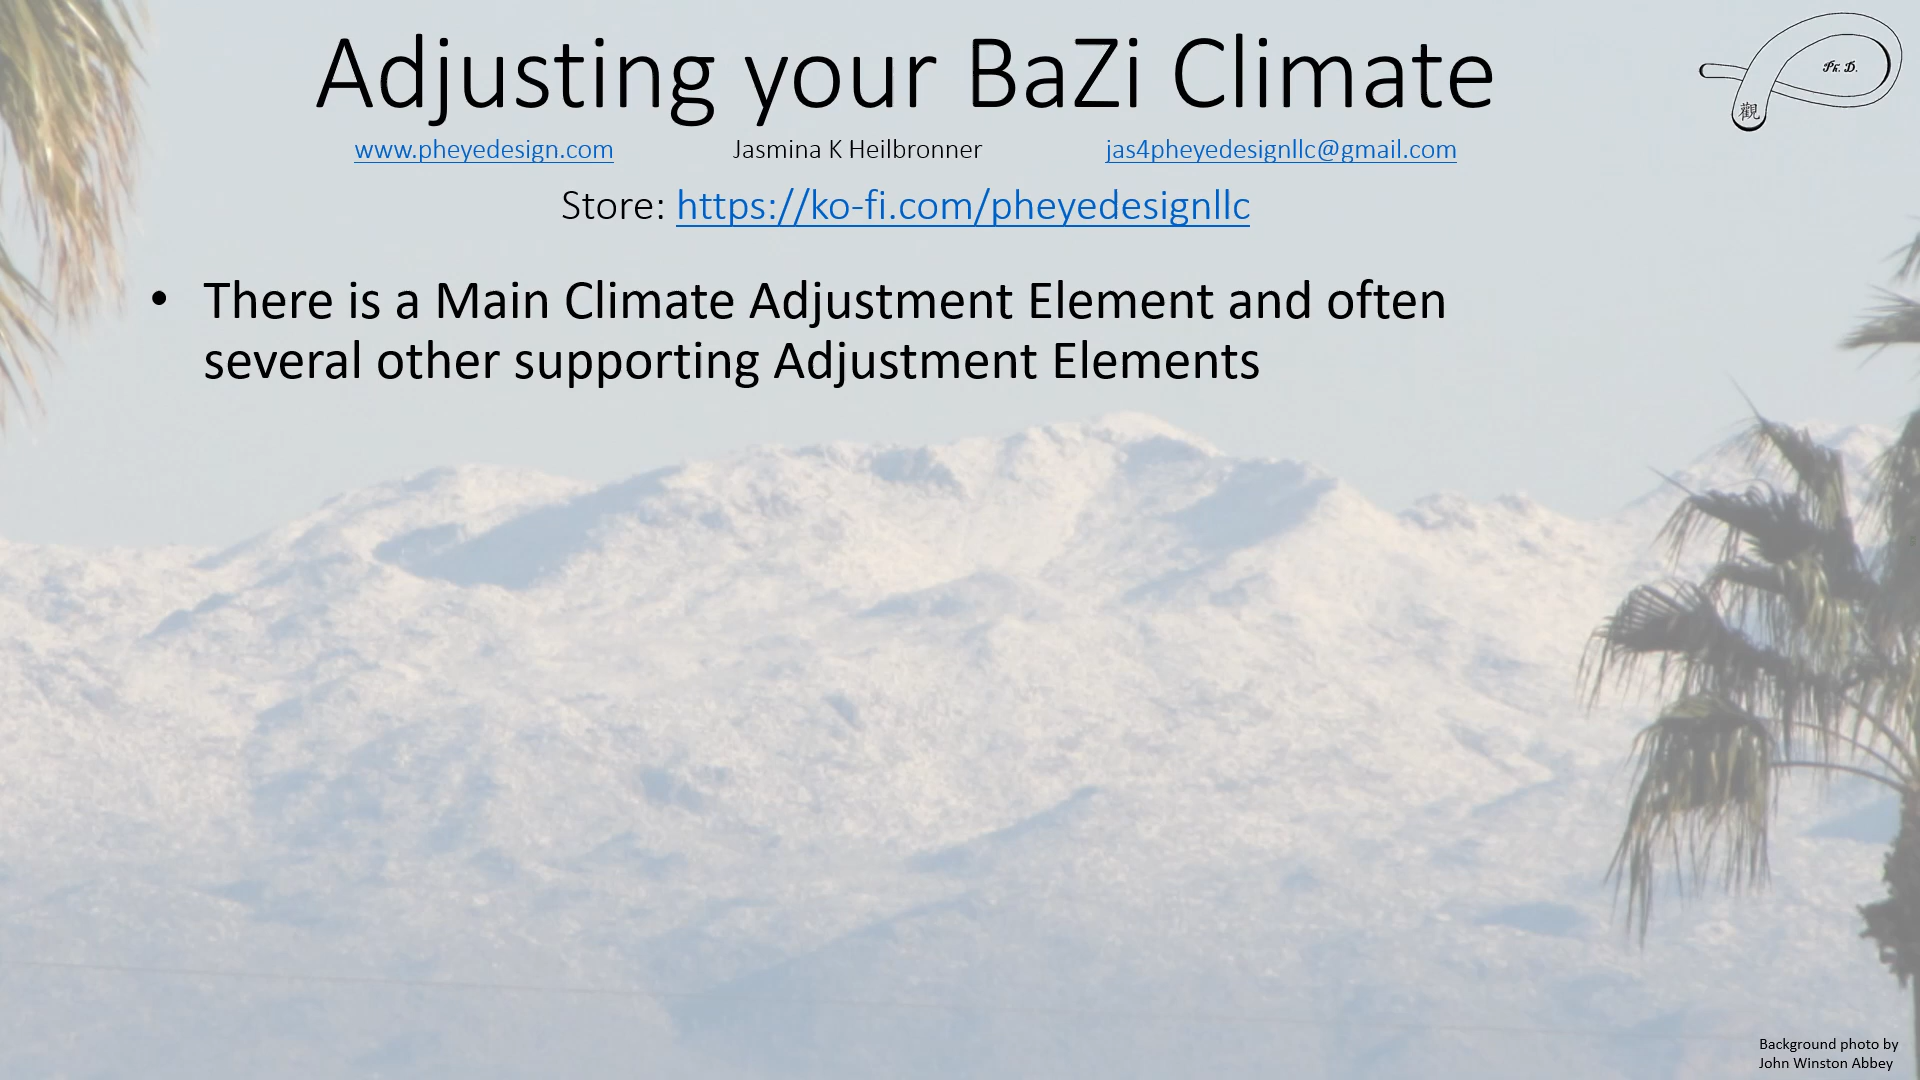 Adjusting your BaZi Climate
www.pheyedesign.com Jasmina K Heilbronner jas4pheyedesignllc@gmail.com
Store: https://ko-fi.com/pheyedesignllc
Ph. D.
觀
• There is a Main Climate Adjustment Element and often
several other supporting Adjustment Elements
Background photo by
John Winston Abbey